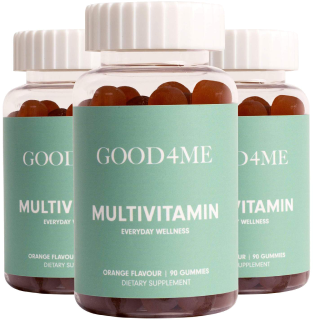 GOOD4ME
MULTIVITAMIN
EVERYDAY WELLNESS
ORANGE FLAVOUR | 90 GUMMIES
DIETARY SUPPLEMENT